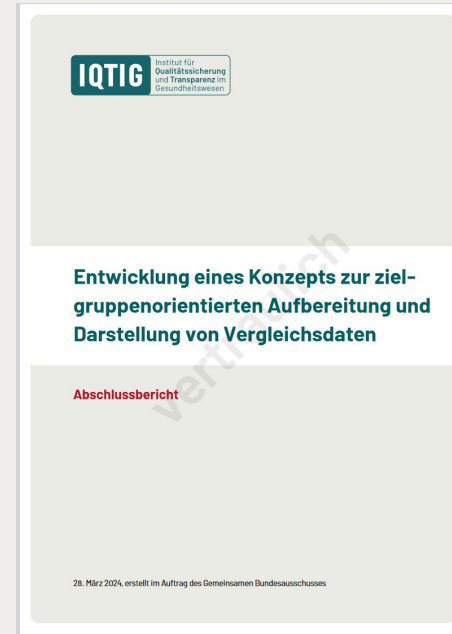 IQTIG
Institut für
Qualitätssicherung
und Transparenz im
Gesundheitswesen
Entwicklung eines Konzepts zur ziel-
gruppenorientierten Aufbereitung und
Darstellung von Vergleichsdaten
vertraulich
Abschlussbericht
28. März 2024, erstellt im Auftrag des Gemeinsamen Bundesausschusses